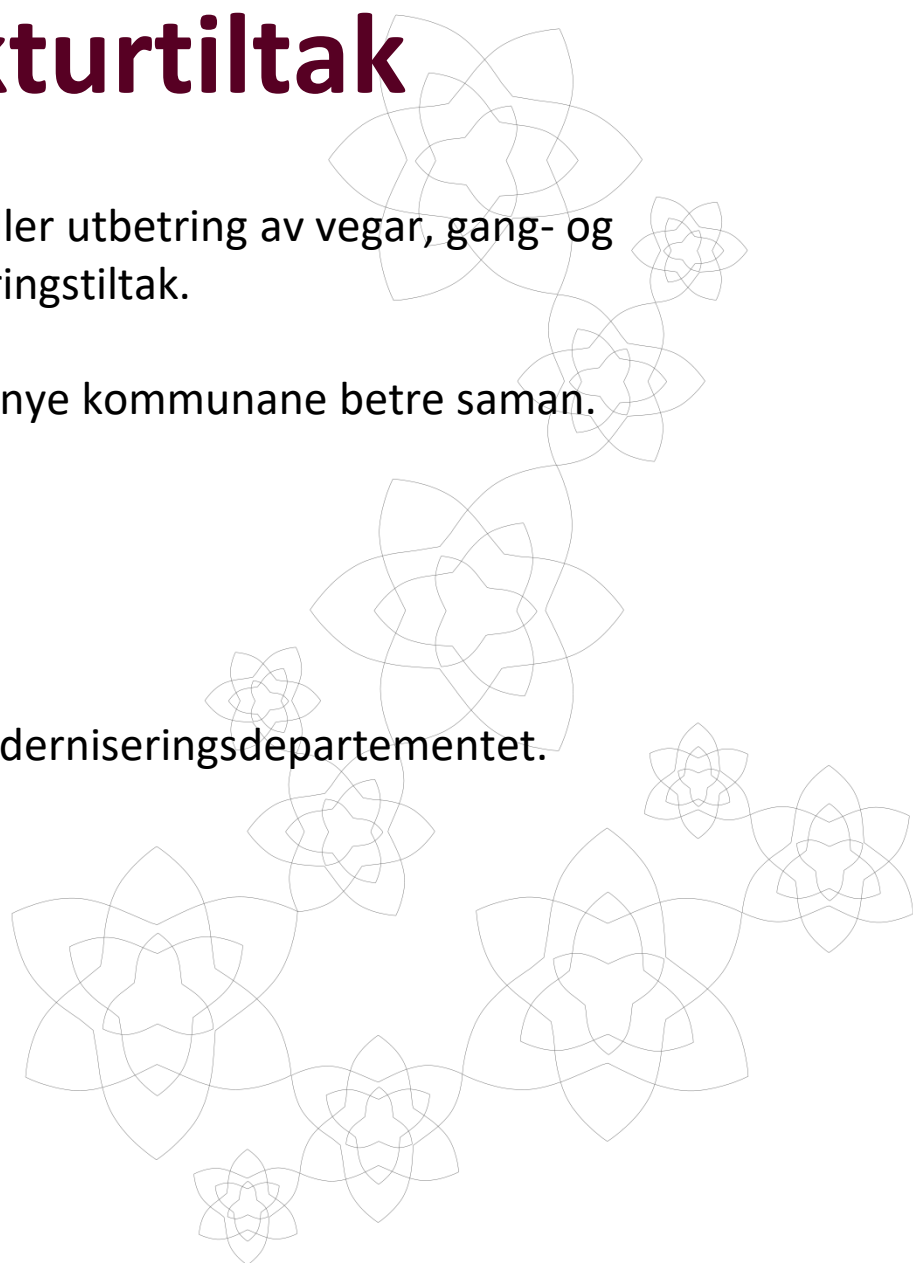 kturtiltak
ler utbetring av vegar, gang- og
ringstiltak.
nye kommunane betre saman.
derniseringsdepartementet.